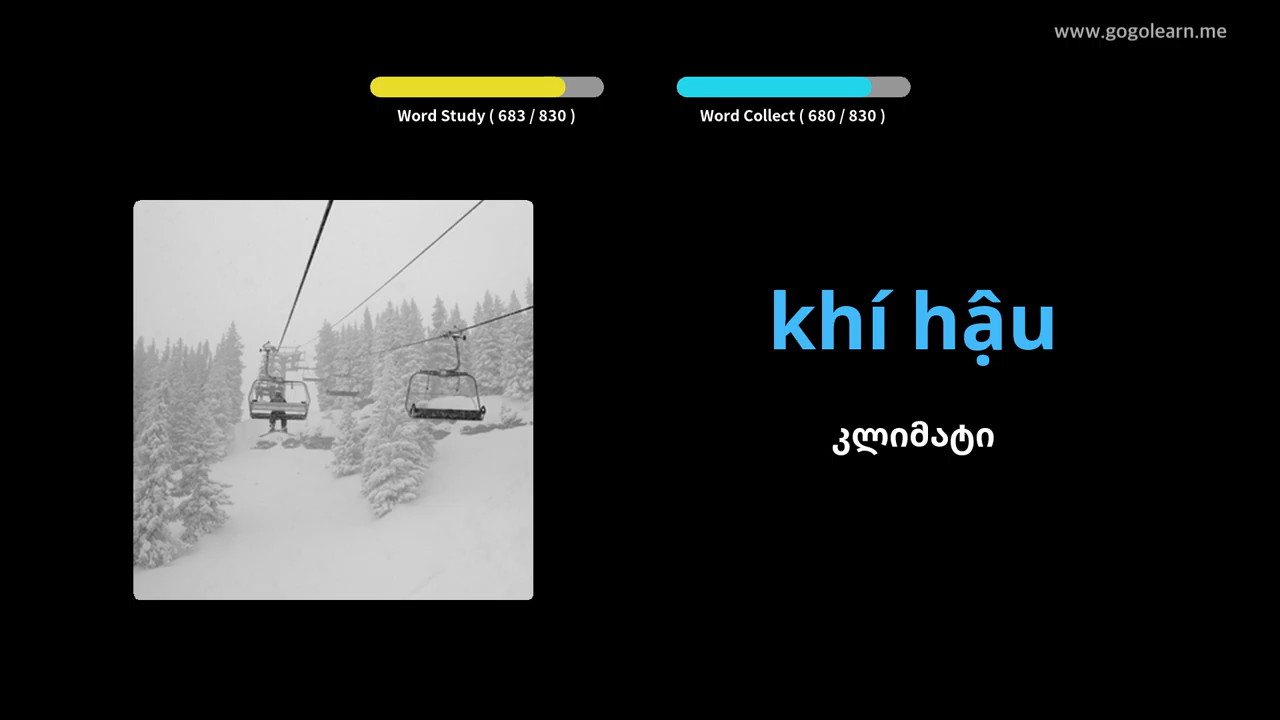 www.gogolearn.me
Word Study ( 683 / 830 )
Word Collect ( 680 / 830 )
khí hậu
კლიმატი